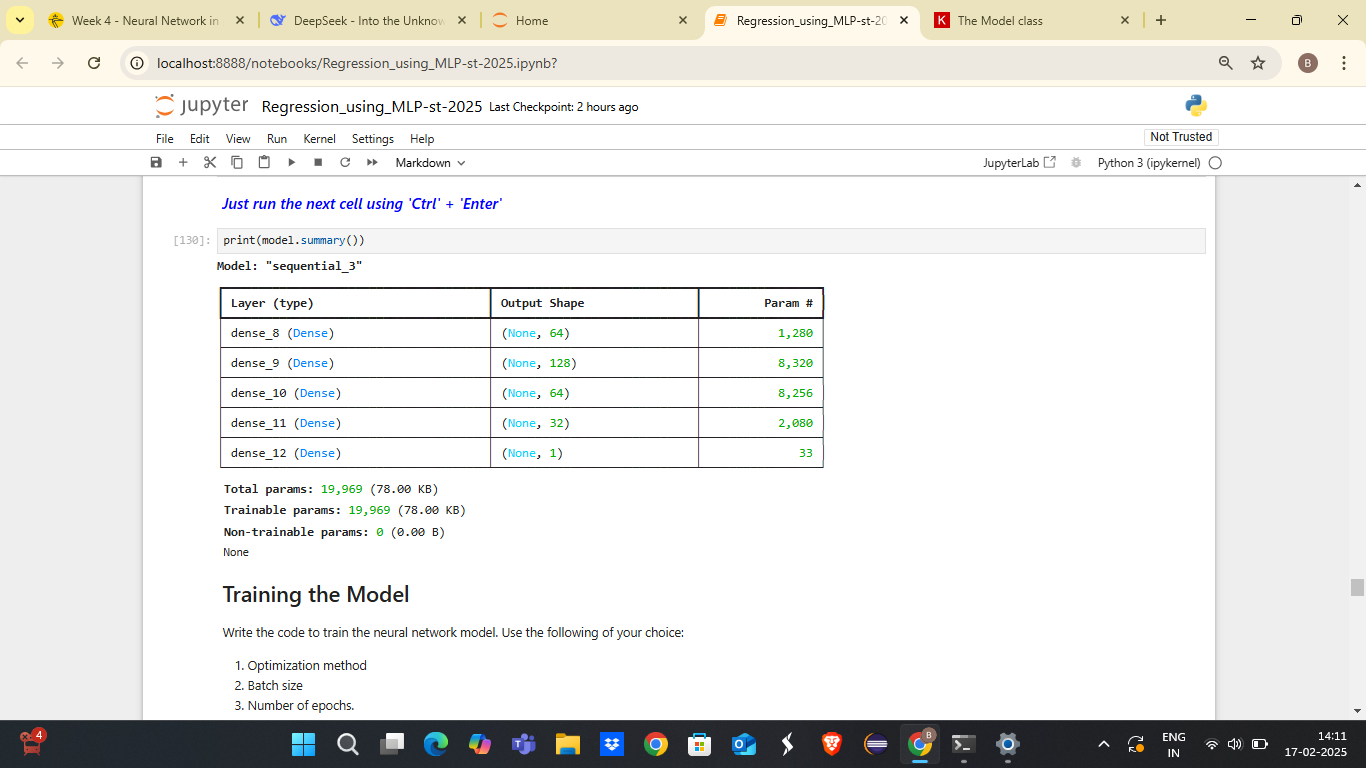 Week 4 - Neural Network in
DeepSeek - Into the Unknow
Home
Regression_using_MLP-st-20
K The Model class
localhost:8888/notebooks/Regression_using_MLP-st-2025.ipynb?
B
jupyter Regression_using_MLP-st-2025 Last Checkpoint: 2 hours ago
File Edit View Run Kernel Settings Help
Not Trusted
Markdown
JupyterLab
Python 3 (ipykernel)
Just run the next cell using 'Ctrl' + 'Enter'
[130]: print(model.summary())
Model: "sequential_3"
Layer (type) Output Shape Param #
dense_8 (Dense) (None, 64) 1,280
dense_9 (Dense) (None, 128) 8,320
dense_10 (Dense) (None, 64) 8,256
dense_11 (Dense) (None, 32) 2,080
dense_12 (Dense) (None, 1) 33
Total params: 19,969 (78.00 KB)
Trainable params: 19,969 (78.00 KB)
Non-trainable params: 0 (0.00 B)
None
Training the Model
Write the code to train the neural network model. Use the following of your choice:
1. Optimization method
2. Batch size
3. Number of epochs.
4
B
ENG
IN
14:11
17-02-2025